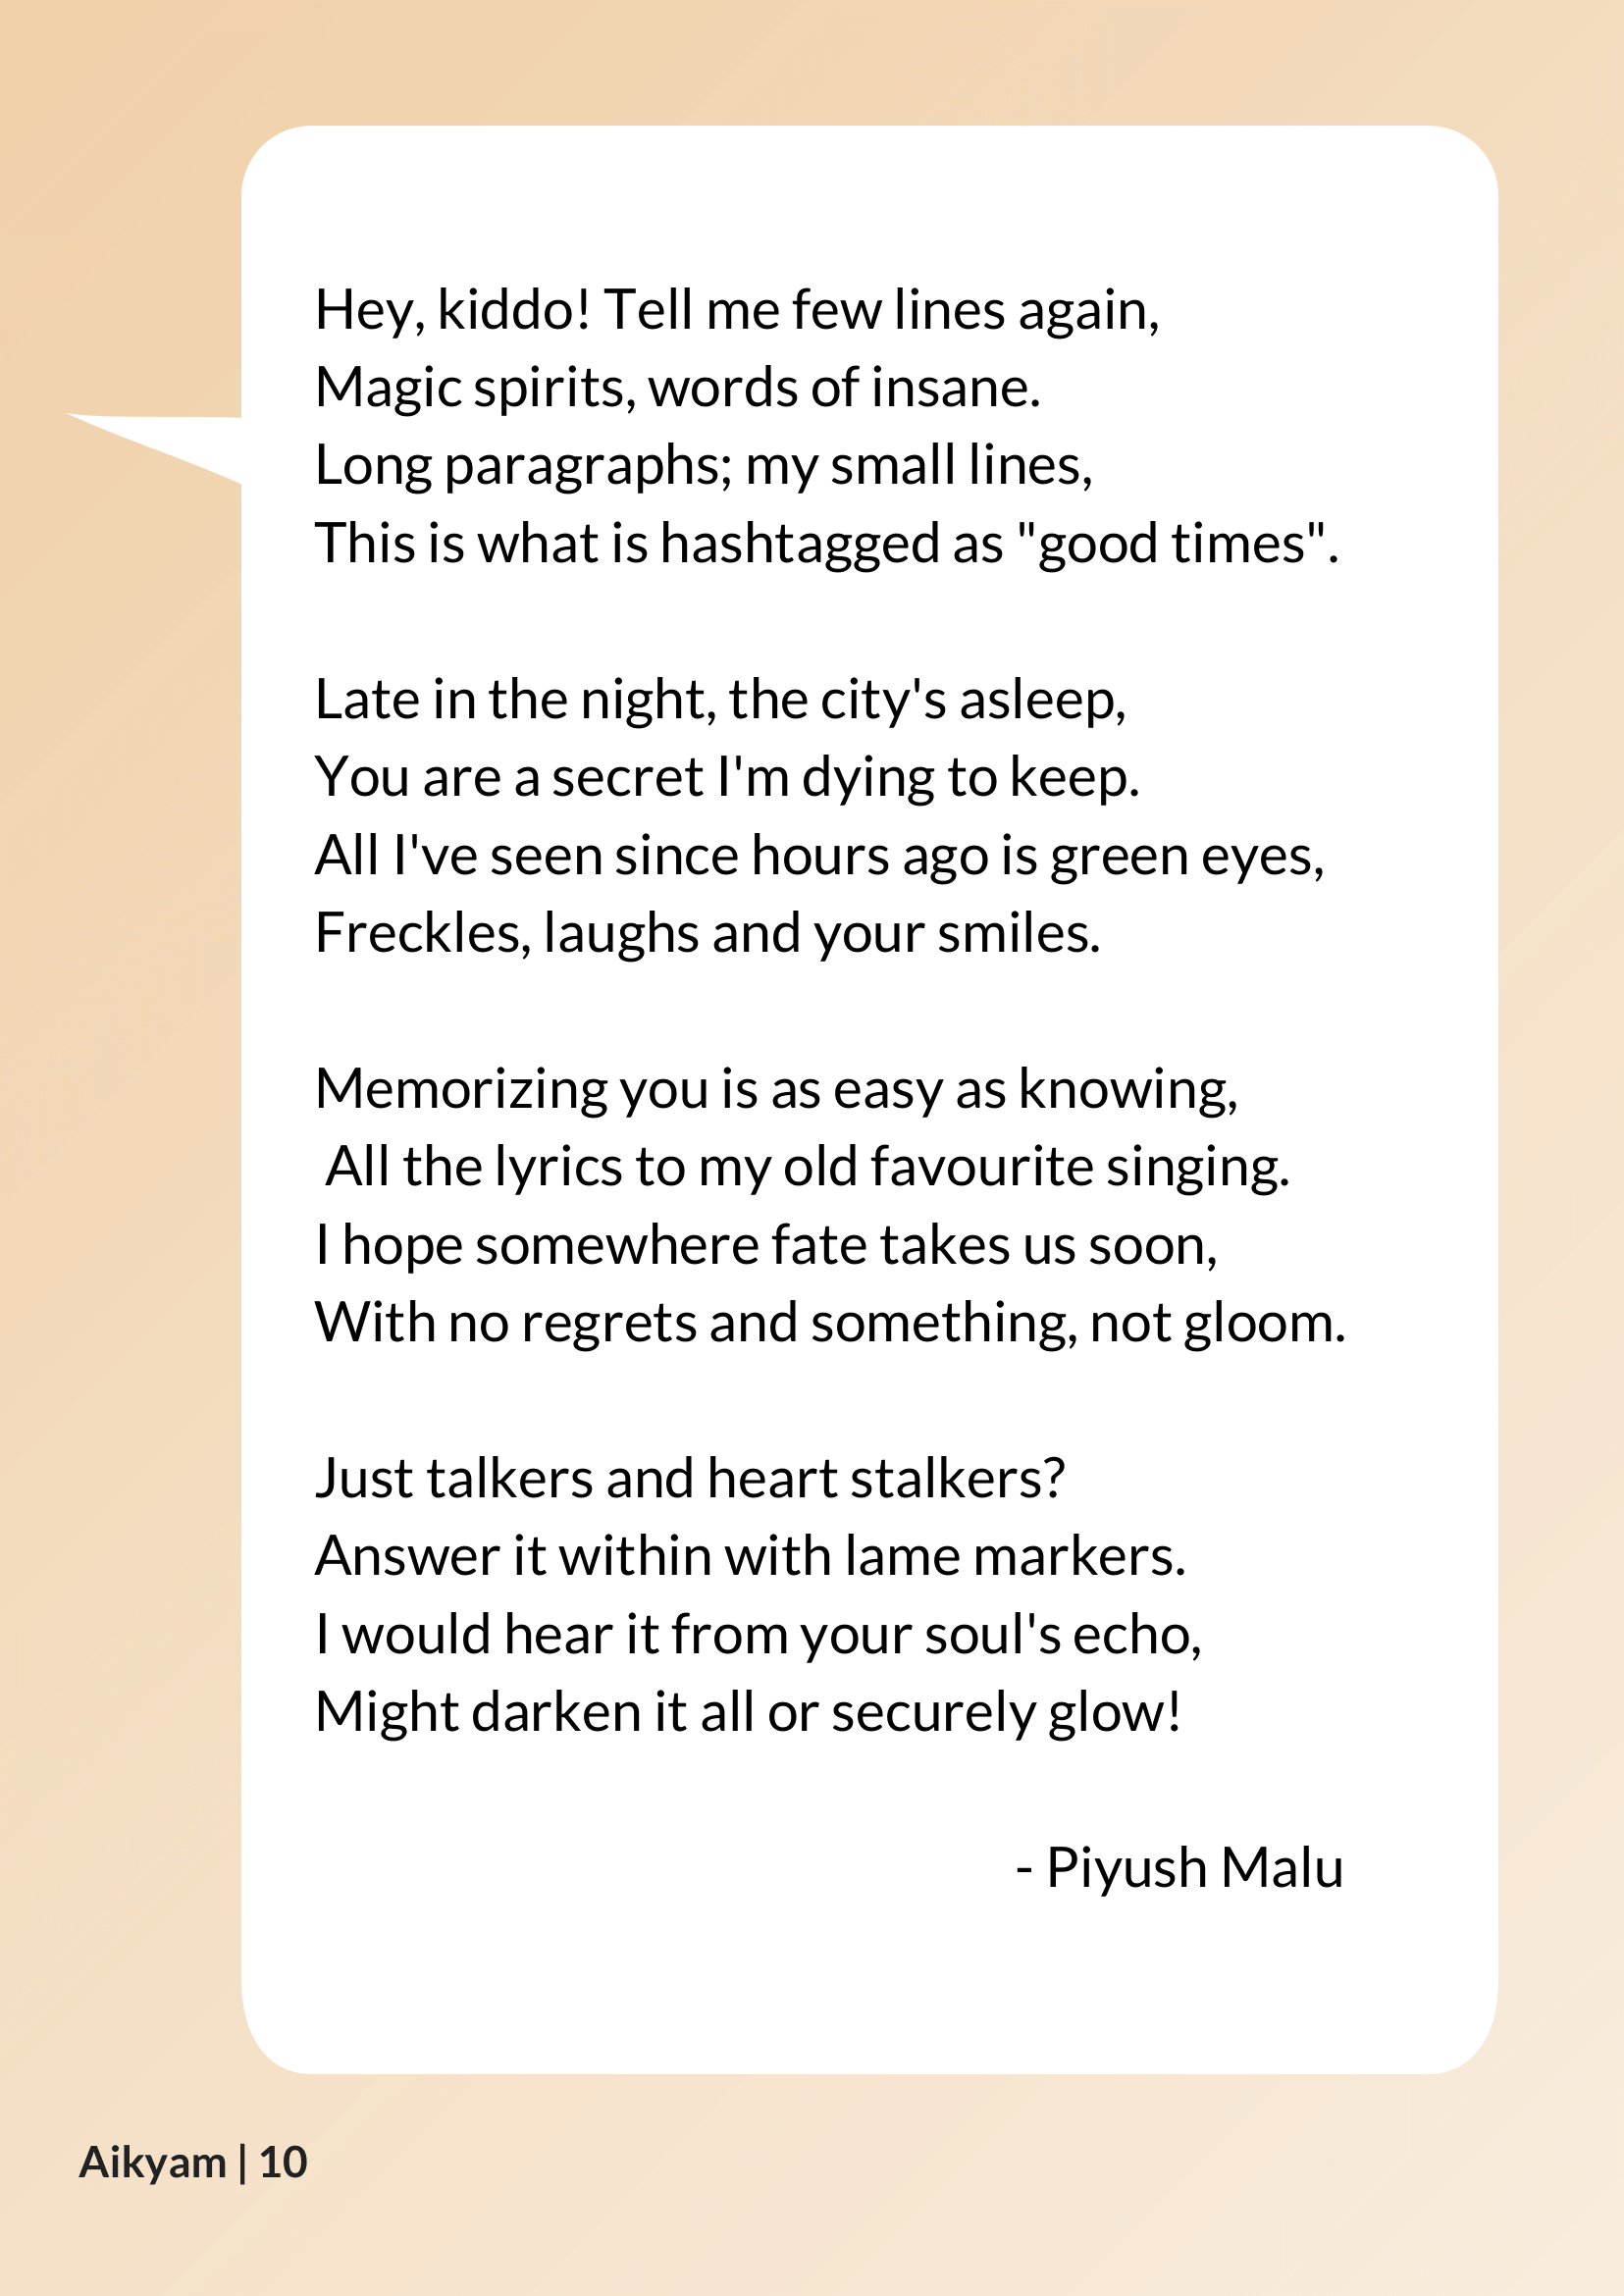 Hey, kiddo! Tell me few lines again,
Magic spirits, words of insane.
Long paragraphs; my small lines,
This is what is hashtagged as "good times".

Late in the night, the city's asleep,
You are a secret I'm dying to keep.
All I've seen since hours ago is green eyes,
Freckles, laughs and your smiles.

Memorizing you is as easy as knowing,
All the lyrics to my old favourite singing.
I hope somewhere fate takes us soon,
With no regrets and something, not gloom.

Just talkers and heart stalkers?
Answer it within with lame markers.
I would hear it from your soul's echo,
Might darken it all or securely glow!

- Piyush Malu

Aikyam | 10